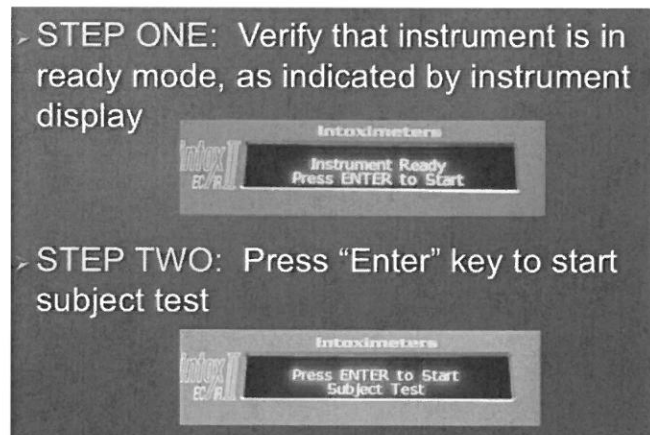 STEP ONE: Verify that instrument is in
ready mode, as indicated by instrument
display
Intoximeters
intox II
EC/IR
Instrument Ready
Press ENTER to Start
STEP TWO: Press “Enter” key to start
subject test
Intoximeters
intox II
EC/IR
Press ENTER to Start
Subject Test